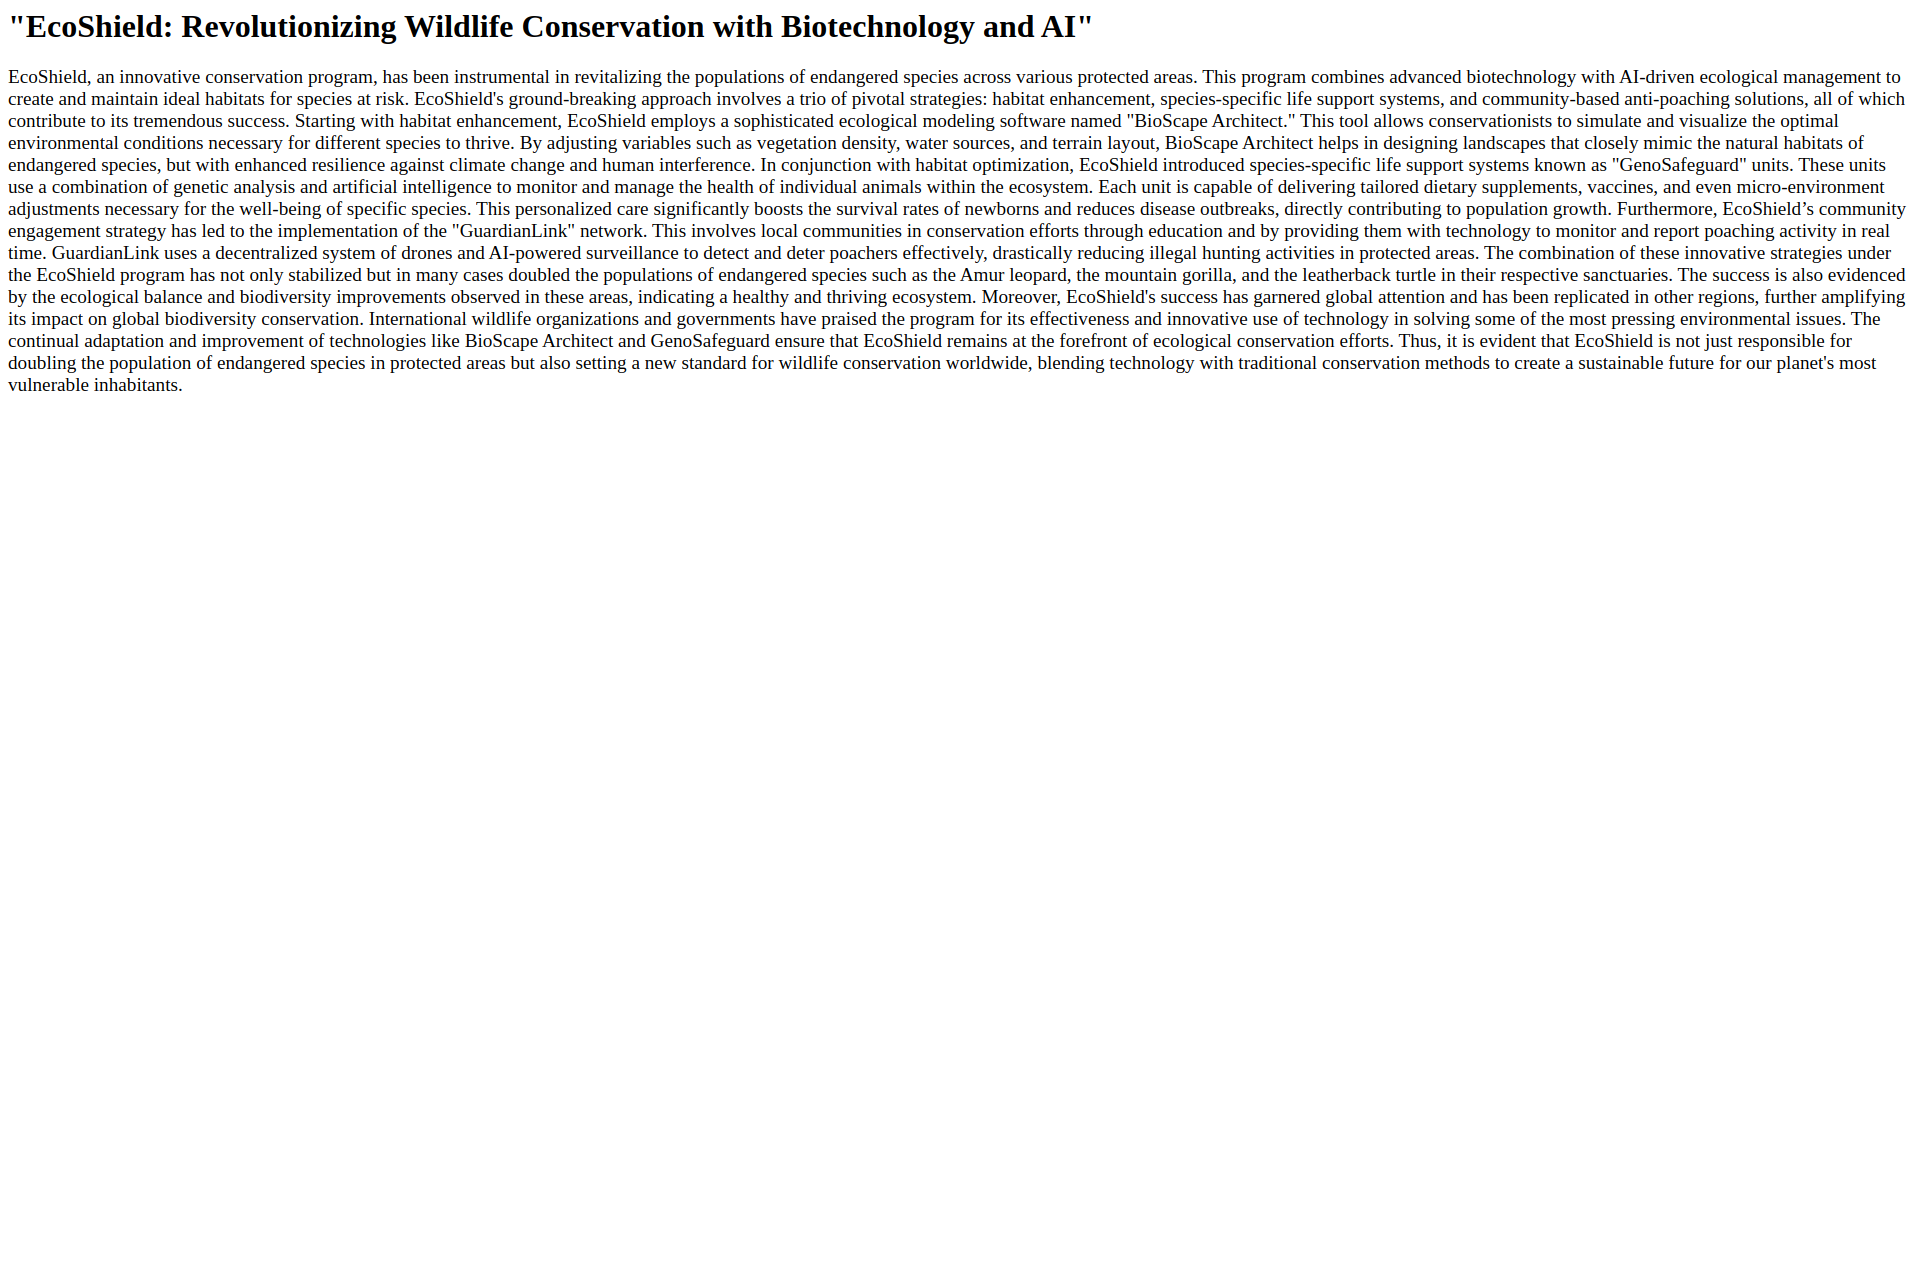 "EcoShield: Revolutionizing Wildlife Conservation with Biotechnology and AI"
EcoShield, an innovative conservation program, has been instrumental in revitalizing the populations of endangered species across various protected areas. This program combines advanced biotechnology with AI-driven ecological management to
create and maintain ideal habitats for species at risk. EcoShield's ground-breaking approach involves a trio of pivotal strategies: habitat enhancement, species-specific life support systems, and community-based anti-poaching solutions, all of which
contribute to its tremendous success. Starting with habitat enhancement, EcoShield employs a sophisticated ecological modeling software named "BioScape Architect." This tool allows conservationists to simulate and visualize the optimal
environmental conditions necessary for different species to thrive. By adjusting variables such as vegetation density, water sources, and terrain layout, BioScape Architect helps in designing landscapes that closely mimic the natural habitats of
endangered species, but with enhanced resilience against climate change and human interference. In conjunction with habitat optimization, EcoShield introduced species-specific life support systems known as "GenoSafeguard" units. These units
use a combination of genetic analysis and artificial intelligence to monitor and manage the health of individual animals within the ecosystem. Each unit is capable of delivering tailored dietary supplements, vaccines, and even micro-environment
adjustments necessary for the well-being of specific species. This personalized care significantly boosts the survival rates of newborns and reduces disease outbreaks, directly contributing to population growth. Furthermore, EcoShield’s community
engagement strategy has led to the implementation of the "GuardianLink" network. This involves local communities in conservation efforts through education and by providing them with technology to monitor and report poaching activity in real
time. GuardianLink uses a decentralized system of drones and AI-powered surveillance to detect and deter poachers effectively, drastically reducing illegal hunting activities in protected areas. The combination of these innovative strategies under
the EcoShield program has not only stabilized but in many cases doubled the populations of endangered species such as the Amur leopard, the mountain gorilla, and the leatherback turtle in their respective sanctuaries. The success is also evidenced
by the ecological balance and biodiversity improvements observed in these areas, indicating a healthy and thriving ecosystem. Moreover, EcoShield's success has garnered global attention and has been replicated in other regions, further amplifying
its impact on global biodiversity conservation. International wildlife organizations and governments have praised the program for its effectiveness and innovative use of technology in solving some of the most pressing environmental issues. The
continual adaptation and improvement of technologies like BioScape Architect and GenoSafeguard ensure that EcoShield remains at the forefront of ecological conservation efforts. Thus, it is evident that EcoShield is not just responsible for
doubling the population of endangered species in protected areas but also setting a new standard for wildlife conservation worldwide, blending technology with traditional conservation methods to create a sustainable future for our planet's most
vulnerable inhabitants.